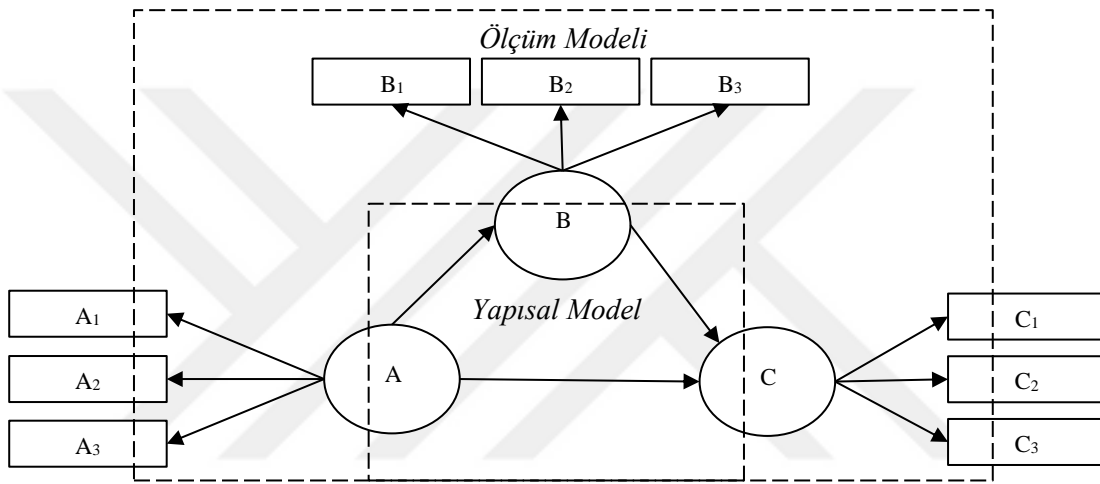 Ölçüm Modeli
B1 B2 B3
B
Yapısal Model
A1
A2
A3
A
C
C1
C2
C3